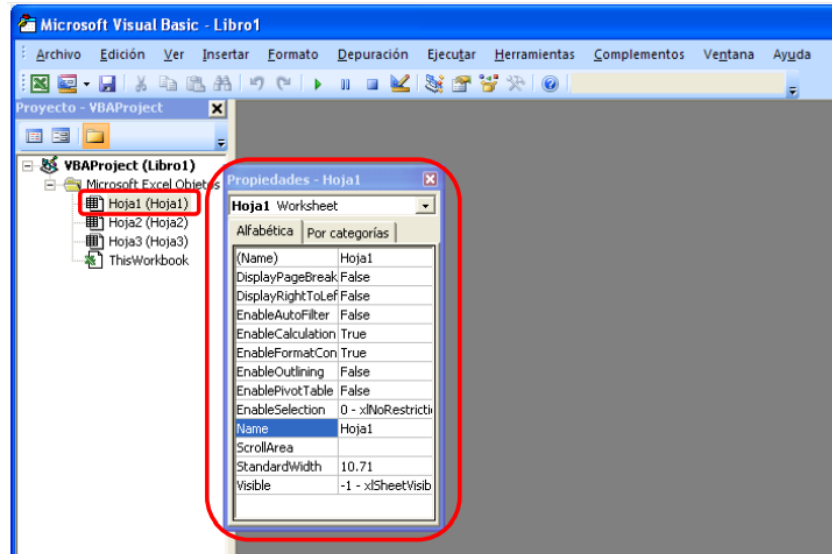 Microsoft Visual Basic - Libro1
Archivo Edición Ver Insertar Formato Depuración Ejecutar Herramientas Complementos Ventana Ayuda
Proyecto - VBAProject
VBAProject (Libro1)
Microsoft Excel Objetos
Hoja1 (Hoja1)
Hoja2 (Hoja2)
Hoja3 (Hoja3)
ThisWorkbook
Propiedades - Hoja1
Hoja1 Worksheet
Alfabética Por categorías
(Name) Hoja1
DisplayPageBreak False
DisplayRightToLef False
EnableAutoFilter False
EnableCalculation True
EnableFormatCon True
EnableOutlining False
EnablePivotTable False
EnableSelection 0 - xlNoRestricti
Name Hoja1
ScrollArea
StandardWidth 10.71
Visible -1 - xlSheetVisib